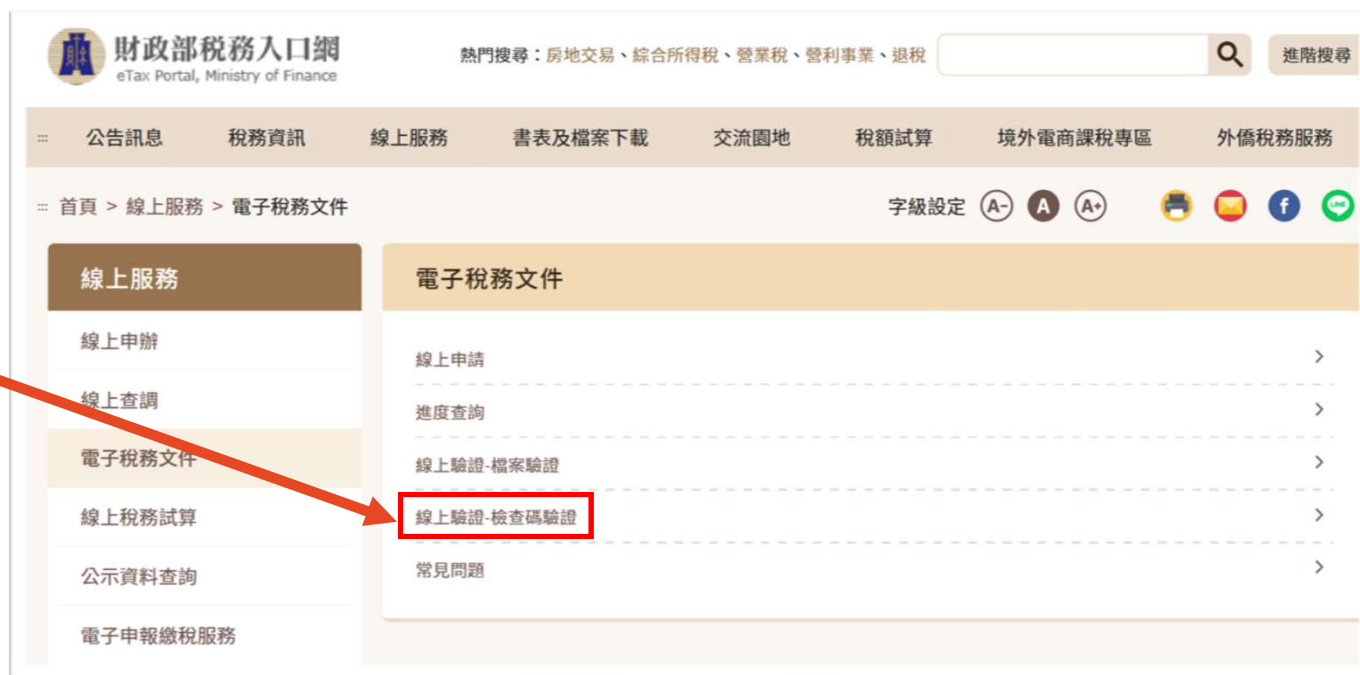 財政部稅務入口網
eTax Portal, Ministry of Finance
熱門搜尋：房地交易、綜合所得稅、營業稅、營利事業、退稅
進階搜尋
公告訊息 稅務資訊 線上服務 書表及檔案下載 交流園地 稅額試算 境外電商課稅專區 外僑稅務服務
首頁 > 線上服務 > 電子稅務文件
字級設定 A- A A+
f LINE
線上服務
線上申辦
線上查調
電子稅務文件
線上稅務試算
公示資料查詢
電子申報繳稅服務
電子稅務文件
線上申請
進度查詢
線上驗證-檔案驗證
線上驗證-檢查碼驗證
常見問題